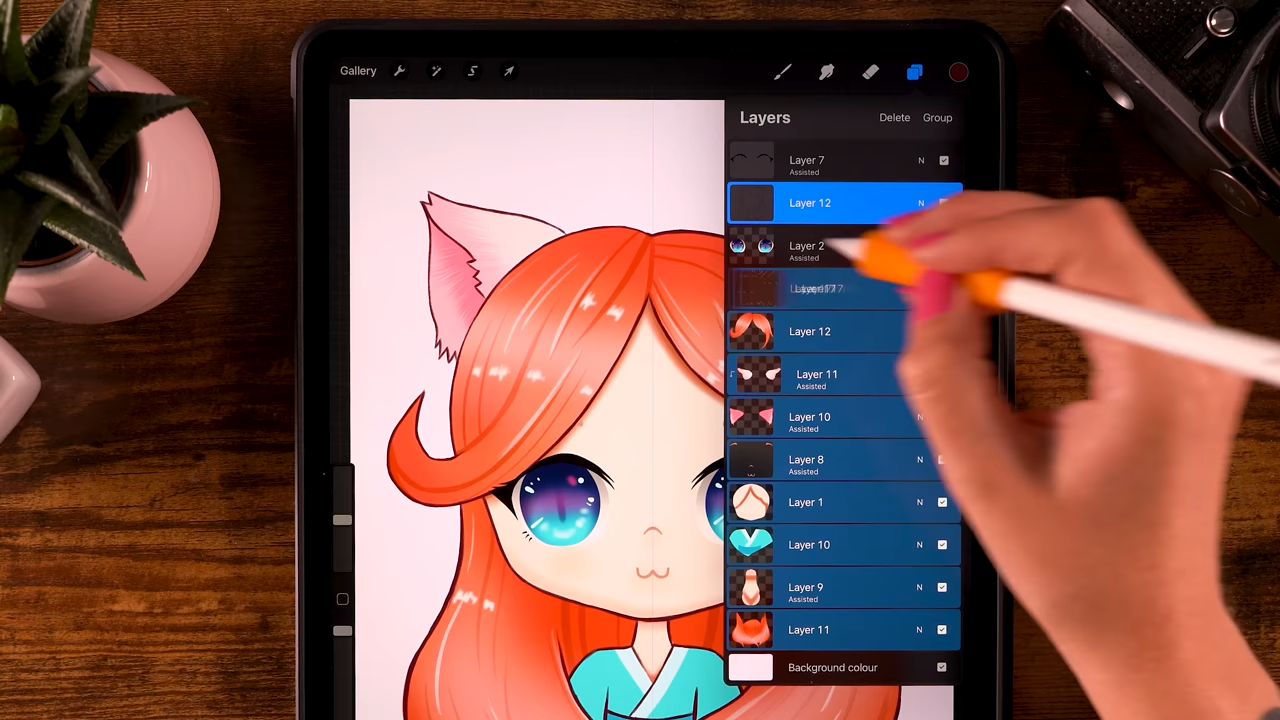 Gallery
Layers Delete Group
Layer 7 N
Assisted
Layer 12 N
Layer 2
Assisted
Layer 12
Layer 11
Assisted
Layer 10
Assisted
Layer 8 N
Assisted
Layer 1 N
Layer 10 N
Layer 9 N
Assisted
Layer 11 N
Background colour